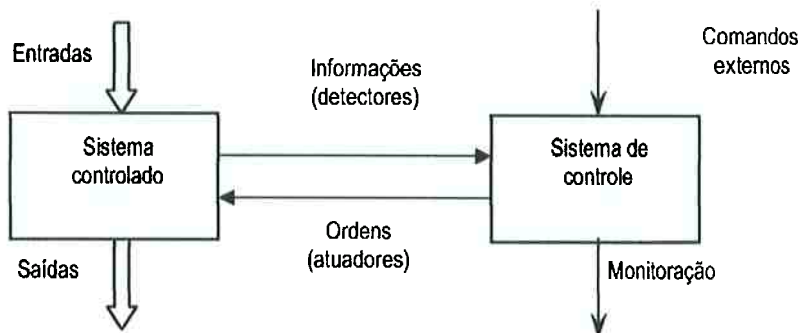 Entradas
Informações
(detectores)
Comandos
externos
Sistema
controlado
Sistema de
controle
Ordens
(atuadores)
Saídas
Monitoração